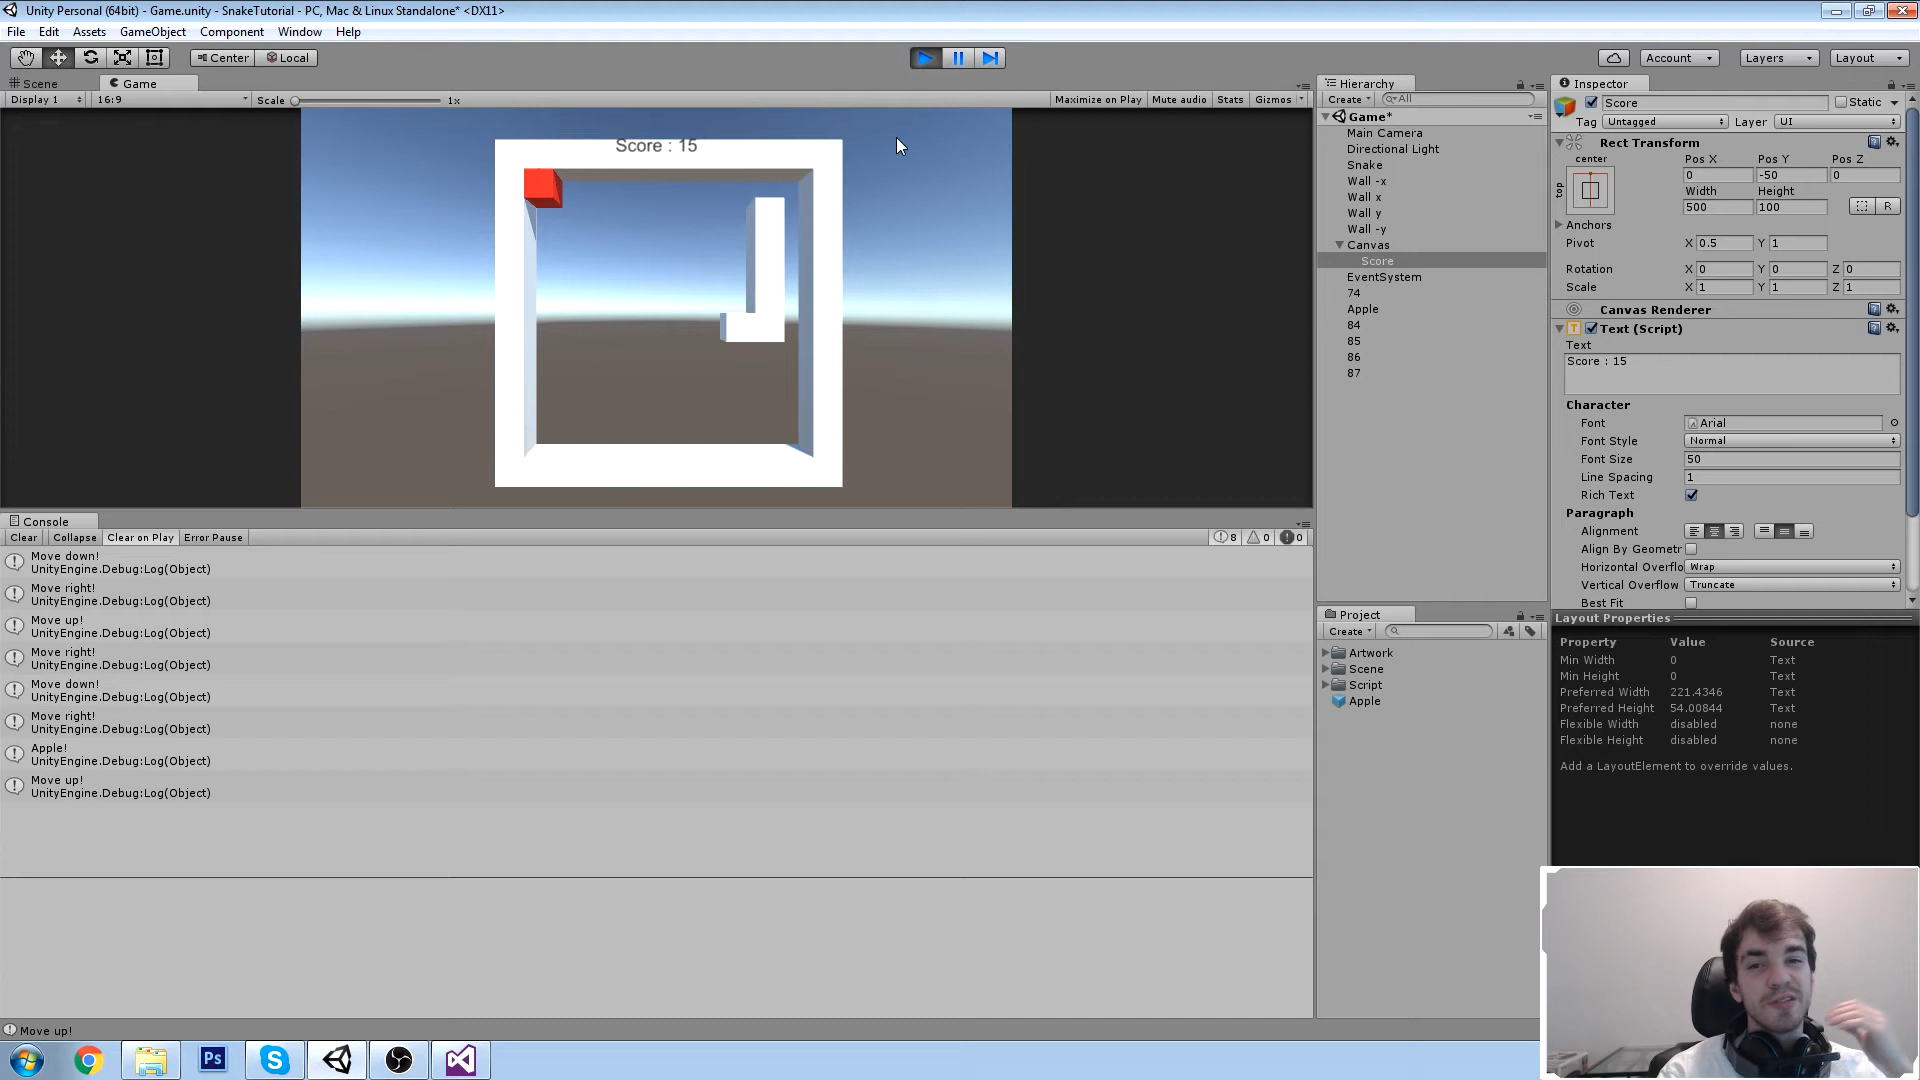 Unity Personal (64bit) - Game.unity - SnakeTutorial - PC, Mac & Linux Standalone* <DX11>
File Edit Assets GameObject Component Window Help
Center Local
Account Layers Layout
Scene Game
Display 1 16:9 Scale 1x Maximize on Play Mute audio Stats Gizmos
Score : 15
Console
Clear Collapse Clear on Play Error Pause 8 0 0
Move down!
UnityEngine.Debug:Log(Object)
Move right!
UnityEngine.Debug:Log(Object)
Move up!
UnityEngine.Debug:Log(Object)
Move right!
UnityEngine.Debug:Log(Object)
Move down!
UnityEngine.Debug:Log(Object)
Move right!
UnityEngine.Debug:Log(Object)
Apple!
UnityEngine.Debug:Log(Object)
Move up!
UnityEngine.Debug:Log(Object)
Move up!
Hierarchy
Create All
Game*
Main Camera
Directional Light
Snake
Wall -x
Wall x
Wall y
Wall -y
Canvas
Score
EventSystem
74
Apple
84
85
86
87
Project
Create
Artwork
Scene
Script
Apple
Inspector
Score Static
Tag Untagged Layer UI
Rect Transform
center Pos X Pos Y Pos Z
top 0 -50 0
Width Height
500 100 R
Anchors
Pivot X 0.5 Y 1
Rotation X 0 Y 0 Z 0
Scale X 1 Y 1 Z 1
Canvas Renderer
Text (Script)
Text
Score : 15
Character
Font Arial
Font Style Normal
Font Size 50
Line Spacing 1
Rich Text
Paragraph
Alignment
Align By Geometr
Horizontal Overflo Wrap
Vertical Overflow Truncate
Best Fit
Layout Properties
Property Value Source
Min Width 0 Text
Min Height 0 Text
Preferred Width 221.4346 Text
Preferred Height 54.00844 Text
Flexible Width disabled none
Flexible Height disabled none
Add a LayoutElement to override values.
Ps